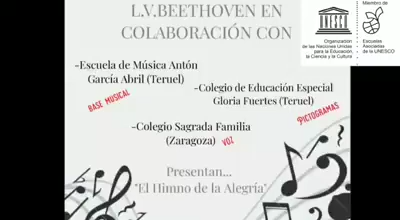 L.V.BEETHOVEN EN
COLABORACIÓN CON
-Escuela de Música Antón
García Abril (Teruel)
BASE MUSICAL
-Colegio de Educación Especial
Gloria Fuertes (Teruel)
PICTOGRAMAS
-Colegio Sagrada Familia
(Zaragoza)
VOZ
Presentan...
"El Himno de la Alegría"
UNESCO
Organización
de las Naciones Unidas
para la Educación,
la Ciencia y la Cultura
Miembro de
Escuelas
Asociadas
de la UNESCO